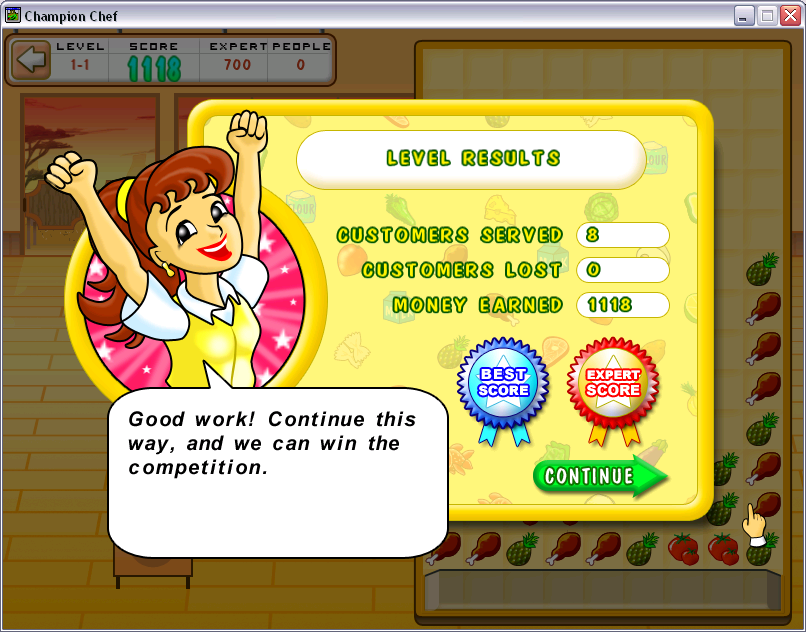 Champion Chef
LEVEL SCORE EXPERT PEOPLE
1-1 1118 700 0
LEVEL RESULTS
CUSTOMERS SERVED 8
CUSTOMERS LOST 0
MONEY EARNED 1118
BEST
SCORE
EXPERT
SCORE
Good work! Continue this
way, and we can win the
competition.
CONTINUE